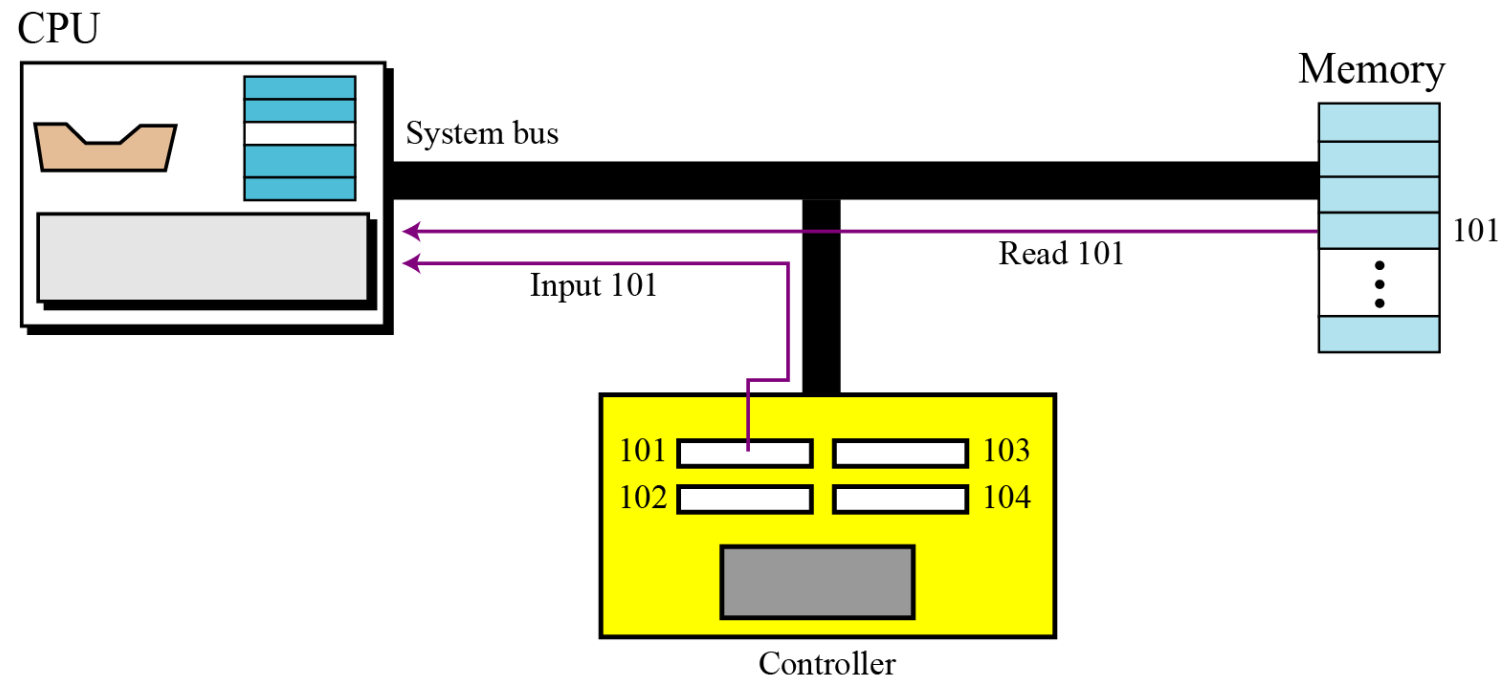 CPU
Memory
System bus
101
Read 101
Input 101
101
103
102
104
Controller